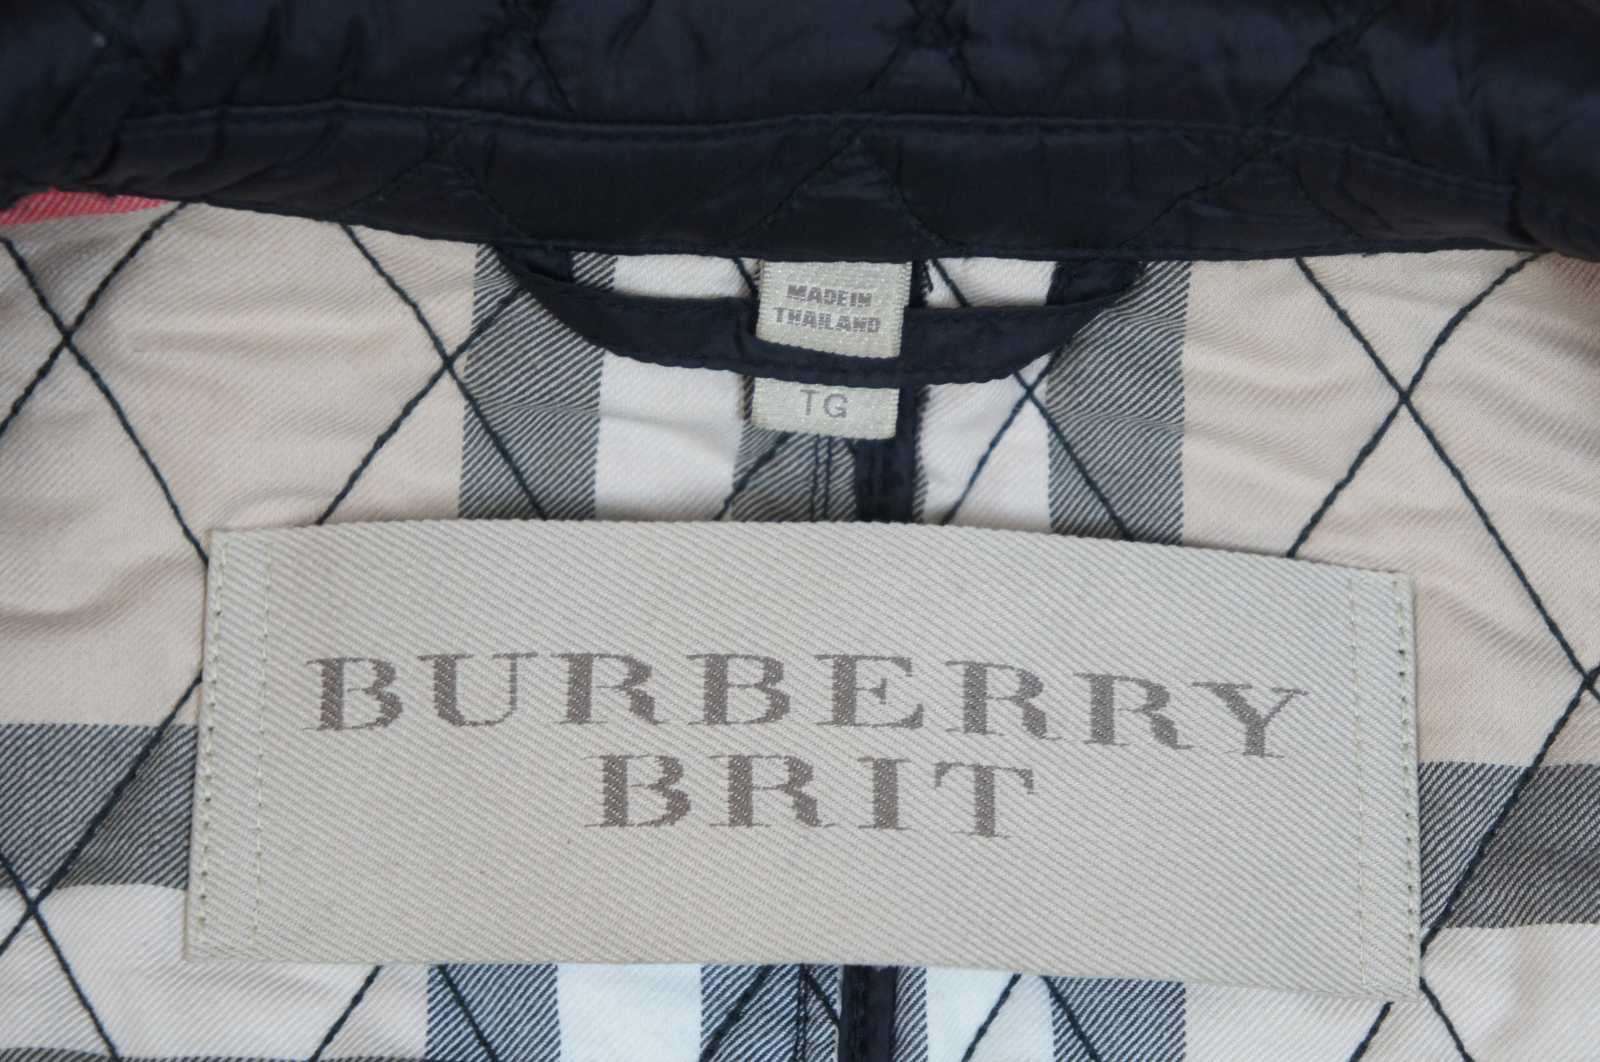 MADE IN
THAILAND
TG
BURBERRY
BRIT